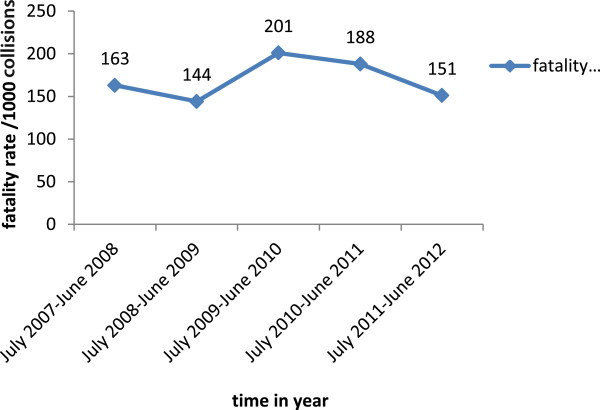 fatality rate /1000 collisions
250
200
150
100
50
0
163
144
201
188
151
fatality...
July 2007-June 2008
July 2008-June 2009
July 2009-June 2010
July 2010-June 2011
July 2011-June 2012
time in year